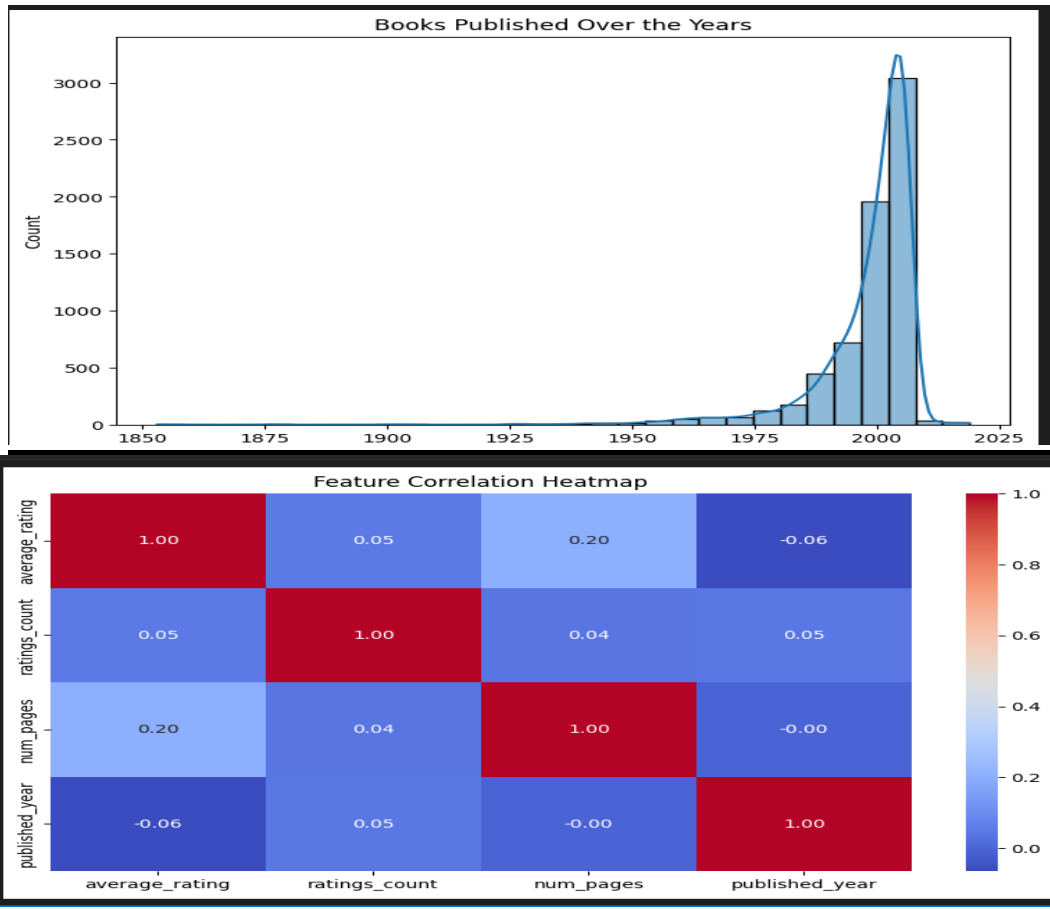 Books Published Over the Years
3000
2500
2000
1500
1000
500
0
Count
1850 1875 1900 1925 1950 1975 2000 2025
Feature Correlation Heatmap
average_rating 1.00 0.05 0.20 -0.06
ratings_count 0.05 1.00 0.04 0.05
num_pages 0.20 0.04 1.00 -0.00
published_year -0.06 0.05 -0.00 1.00
average_rating ratings_count num_pages published_year
1.0
0.8
0.6
0.4
0.2
0.0